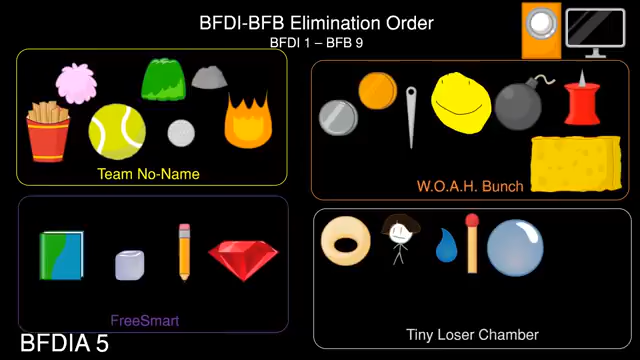 BFDI-BFB Elimination Order
BFDI 1 – BFB 9
Team No-Name
W.O.A.H. Bunch
FreeSmart
Tiny Loser Chamber
BFDIA 5